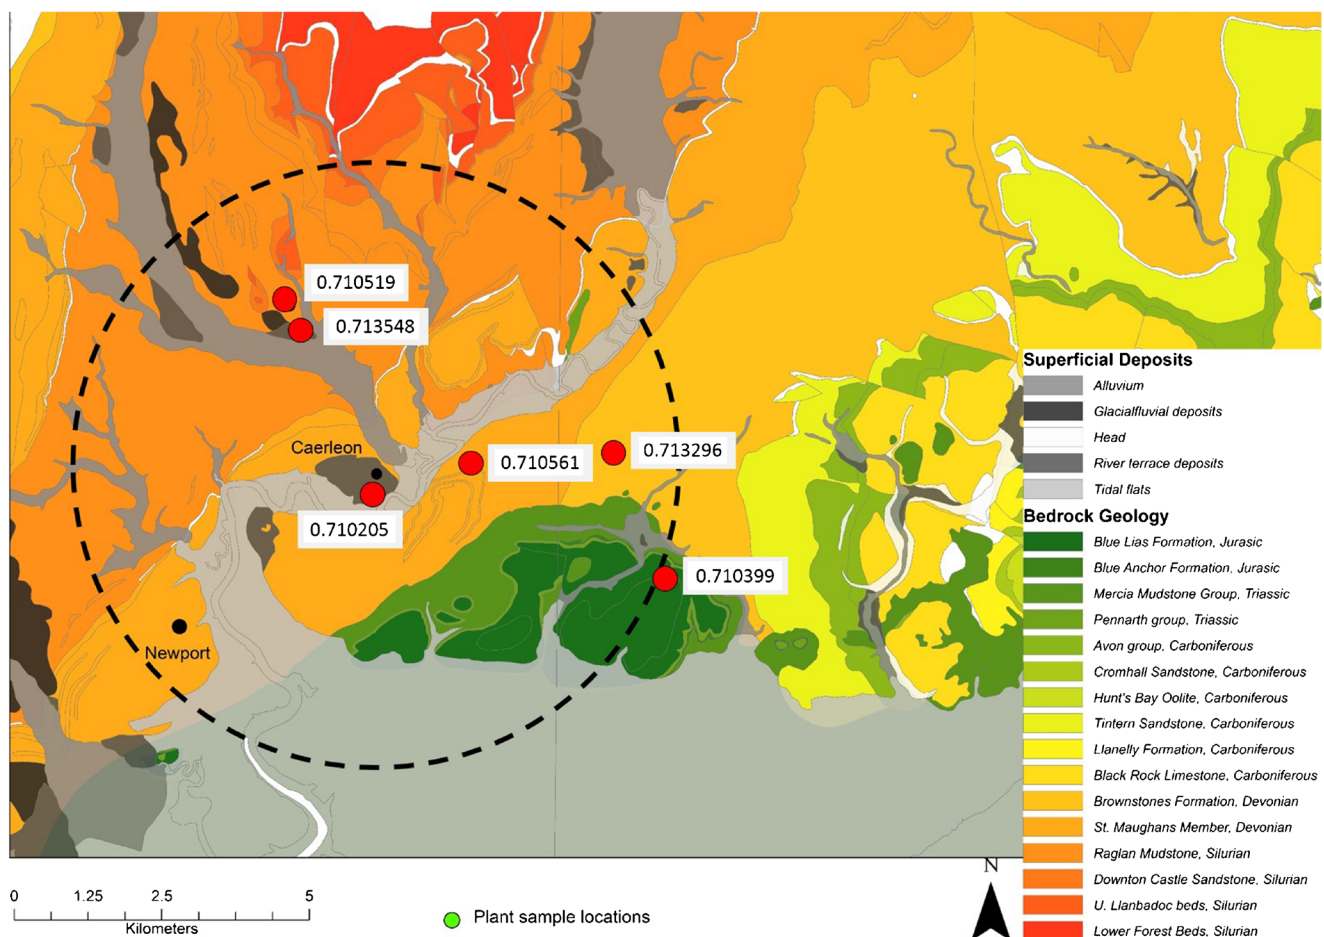 0.710519
0.713548
Caerleon
0.710561
0.713296
0.710205
0.710399
Newport
Superficial Deposits
Alluvium
Glacialfluvial deposits
Head
River terrace deposits
Tidal flats
Bedrock Geology
Blue Lias Formation, Jurasic
Blue Anchor Formation, Jurasic
Mercia Mudstone Group, Triassic
Pennarth group, Triassic
Avon group, Carboniferous
Cromhall Sandstone, Carboniferous
Hunt's Bay Oolite, Carboniferous
Tintern Sandstone, Carboniferous
Llanelly Formation, Carboniferous
Black Rock Limestone, Carboniferous
Brownstones Formation, Devonian
St. Maughans Member, Devonian
Raglan Mudstone, Silurian
Downton Castle Sandstone, Silurian
U. Llanbadoc beds, Silurian
Lower Forest Beds, Silurian
0 1.25 2.5 5
Kilometers
Plant sample locations
N